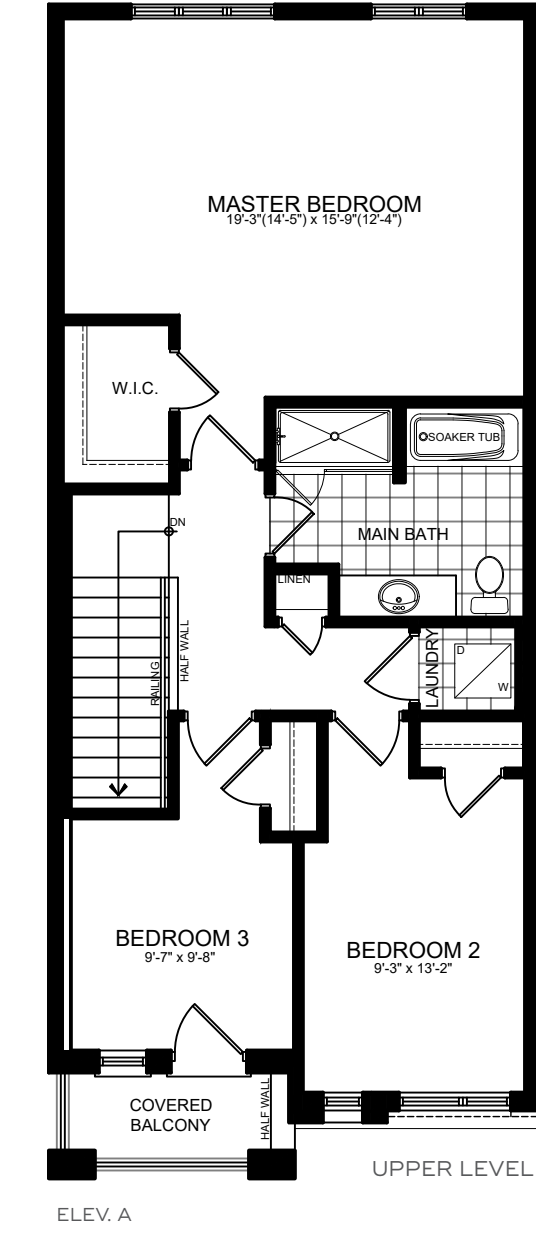 MASTER BEDROOM
19'-3"(14'-5") x 15'-9"(12'-4")
W.I.C.
SOAKER TUB
DN
MAIN BATH
LINEN
HALF WALL
RAILING
LAUNDRY
D
W
BEDROOM 3
9'-7" x 9'-8"
BEDROOM 2
9'-3" x 13'-2"
COVERED
BALCONY
HALF WALL
UPPER LEVEL
ELEV. A